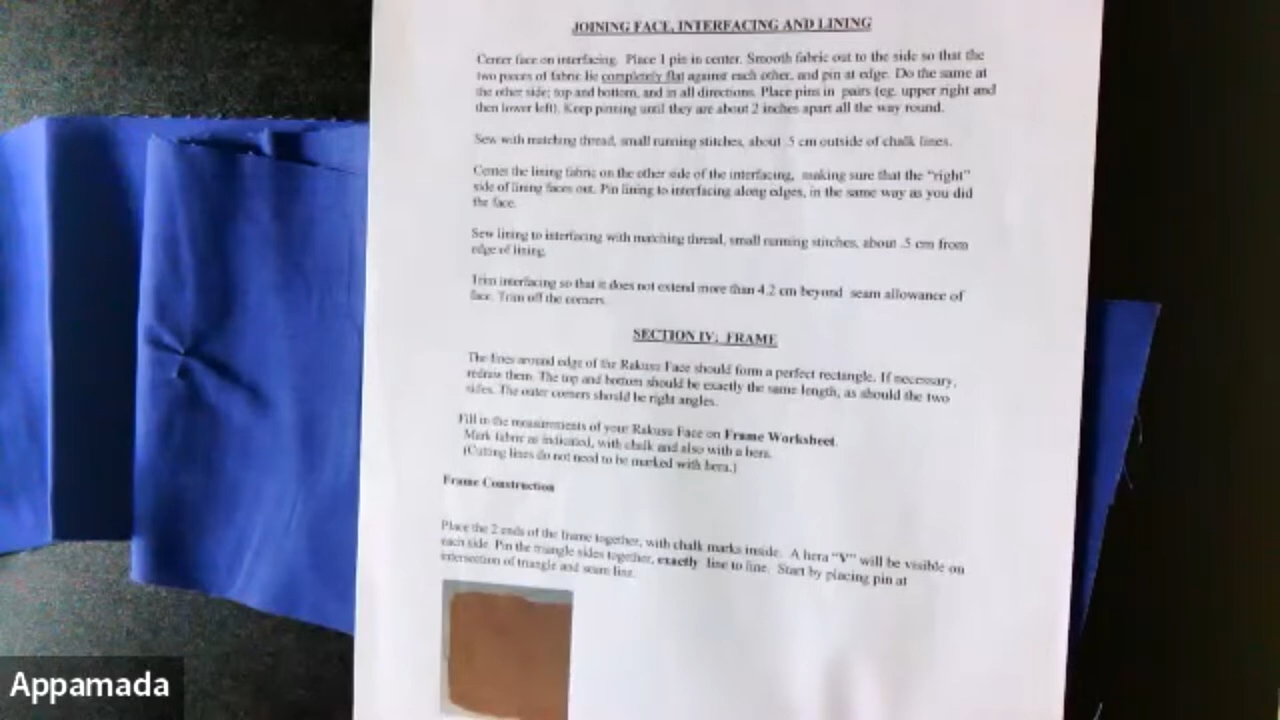 JOINING FACE, INTERFACING AND LINING
Center face on interfacing. Place 1 pin in center. Smooth fabric out to the side so that the
two pieces of fabric lie completely flat against each other, and pin at edge. Do the same at
the other side; top and bottom, and in all directions. Place pins in pairs (eg. upper right and
then lower left). Keep pinning until they are about 2 inches apart all the way round.
Sew with matching thread, small running stitches, about .5 cm outside of chalk lines.
Center the lining fabric on the other side of the interfacing, making sure that the "right"
side of lining faces out. Pin lining to interfacing along edges, in the same way as you did
the face.
Sew lining to interfacing with matching thread, small running stitches, about .5 cm from
edge of lining.
Trim interfacing so that it does not extend more than 4.2 cm beyond seam allowance of
face. Trim off the corners.
SECTION IV: FRAME
The lines around edge of the Rakusu Face should form a perfect rectangle. If necessary,
redraw them. The top and bottom should be exactly the same length, as should the two
sides. The outer corners should be right angles.
Fill in the measurements of your Rakusu Face on Frame Worksheet.
Mark fabric as indicated, with chalk and also with a hera.
(Cutting lines do not need to be marked with hera.)
Frame Construction
Place the 2 ends of the frame together, with chalk marks inside. A hera "V" will be visible on
each side. Pin the triangle sides together, exactly line to line. Start by placing pin at
intersection of triangle and seam line.
Appamada